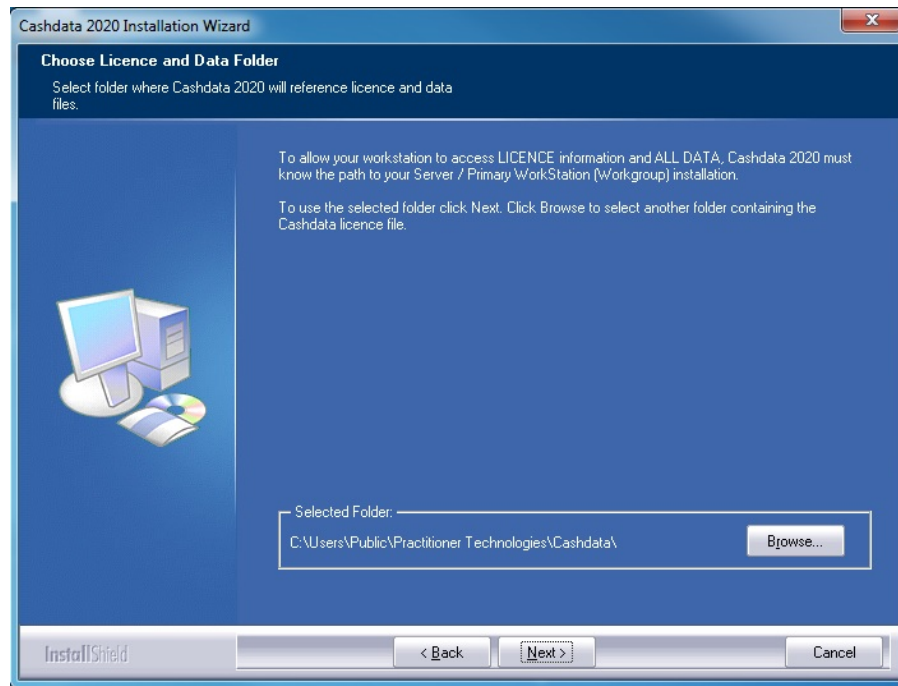 Cashdata 2020 Installation Wizard
Choose Licence and Data Folder
Select folder where Cashdata 2020 will reference licence and data
files.
To allow your workstation to access LICENCE information and ALL DATA, Cashdata 2020 must
know the path to your Server / Primary WorkStation (Workgroup) installation.
To use the selected folder click Next. Click Browse to select another folder containing the
Cashdata licence file.
Selected Folder:
C:\Users\Public\Practitioner Technologies\Cashdata\
Browse...
InstallShield
< Back
Next >
Cancel